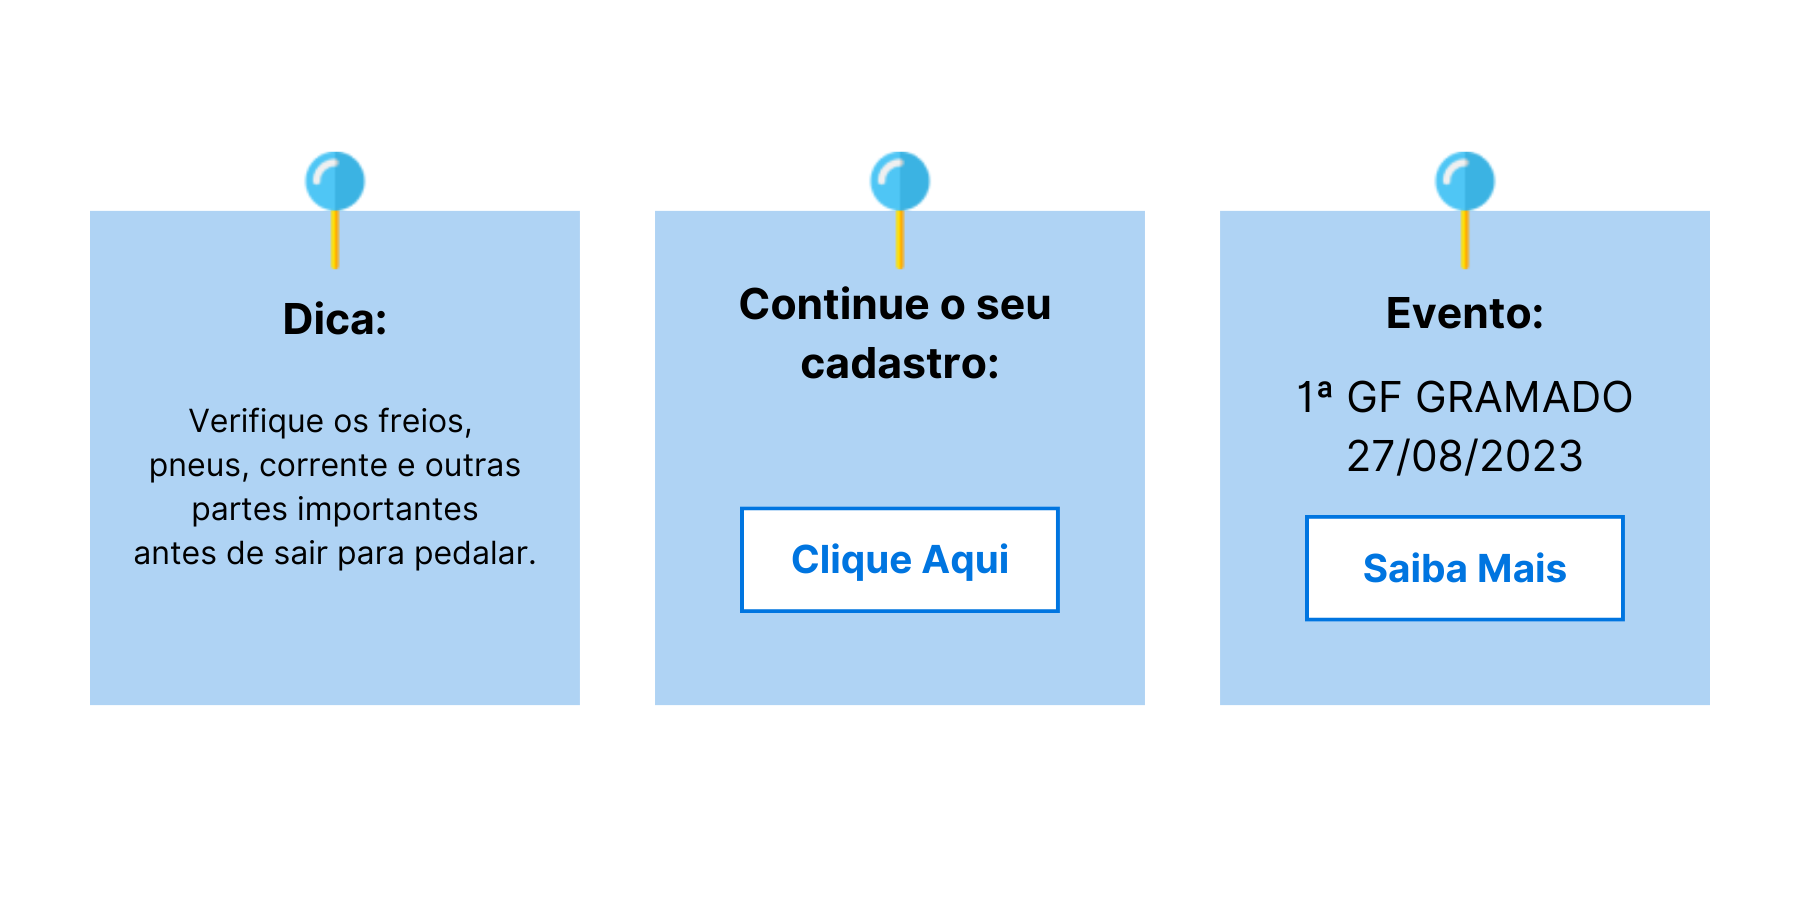 Dica:
Verifique os freios,
pneus, corrente e outras
partes importantes
antes de sair para pedalar.
Continue o seu
cadastro:
Clique Aqui
Evento:
1ª GF GRAMADO
27/08/2023
Saiba Mais